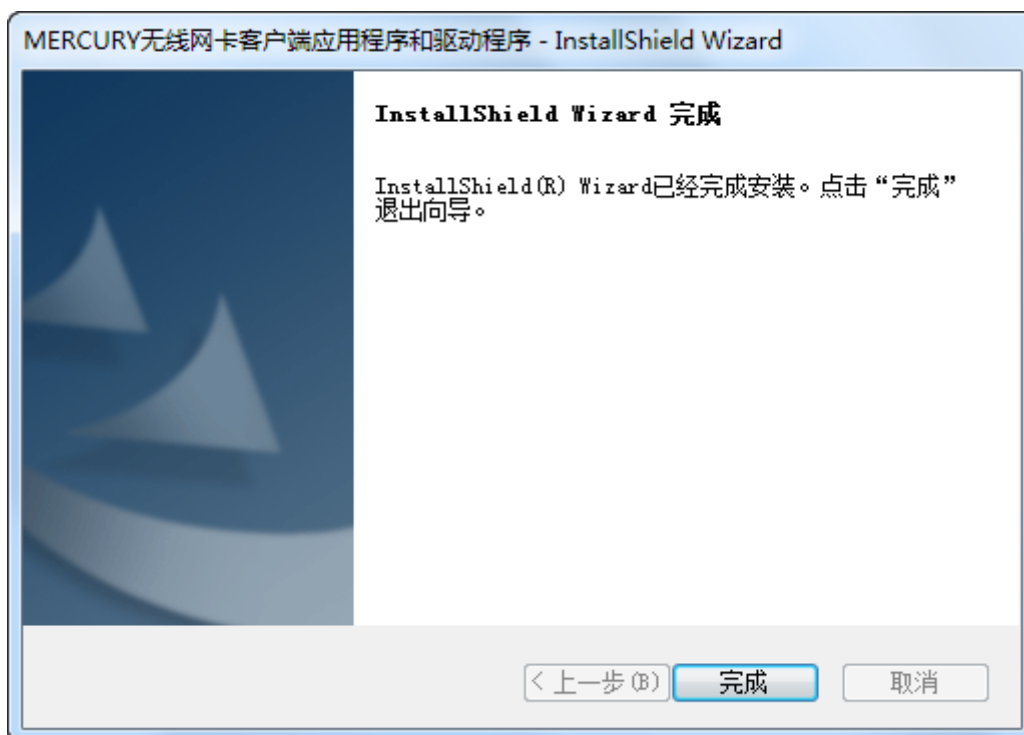 MERCURY无线网卡客户端应用程序和驱动程序 - InstallShield Wizard
InstallShield Wizard 完成
InstallShield(R) Wizard已经完成安装。点击“完成”
退出向导。
< 上一步(B)
完成
取消